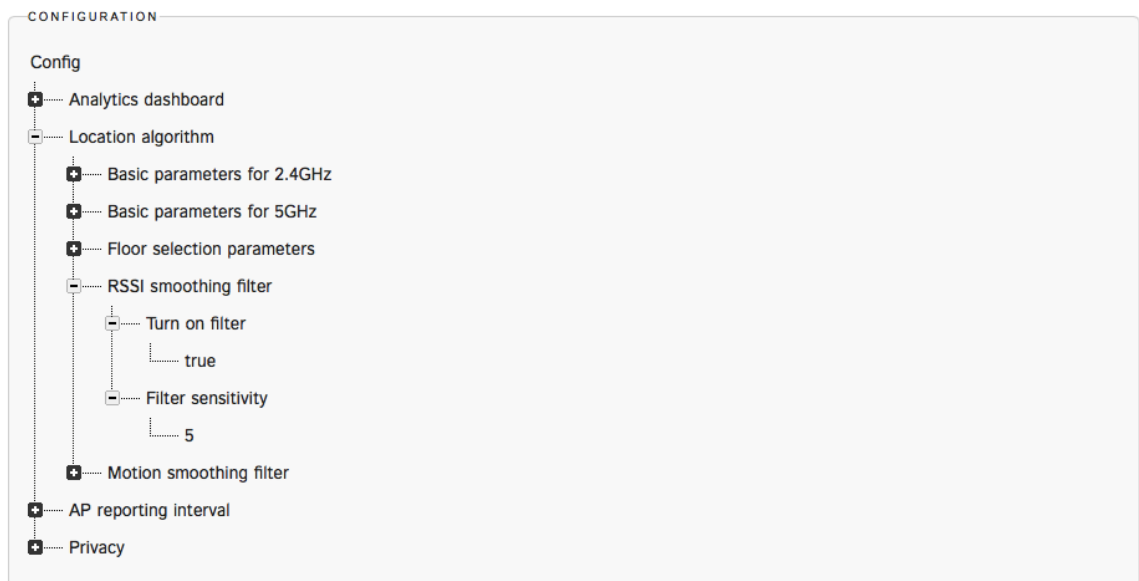 CONFIGURATION
Config
Analytics dashboard
Location algorithm
Basic parameters for 2.4GHz
Basic parameters for 5GHz
Floor selection parameters
RSSI smoothing filter
Turn on filter
true
Filter sensitivity
5
Motion smoothing filter
AP reporting interval
Privacy